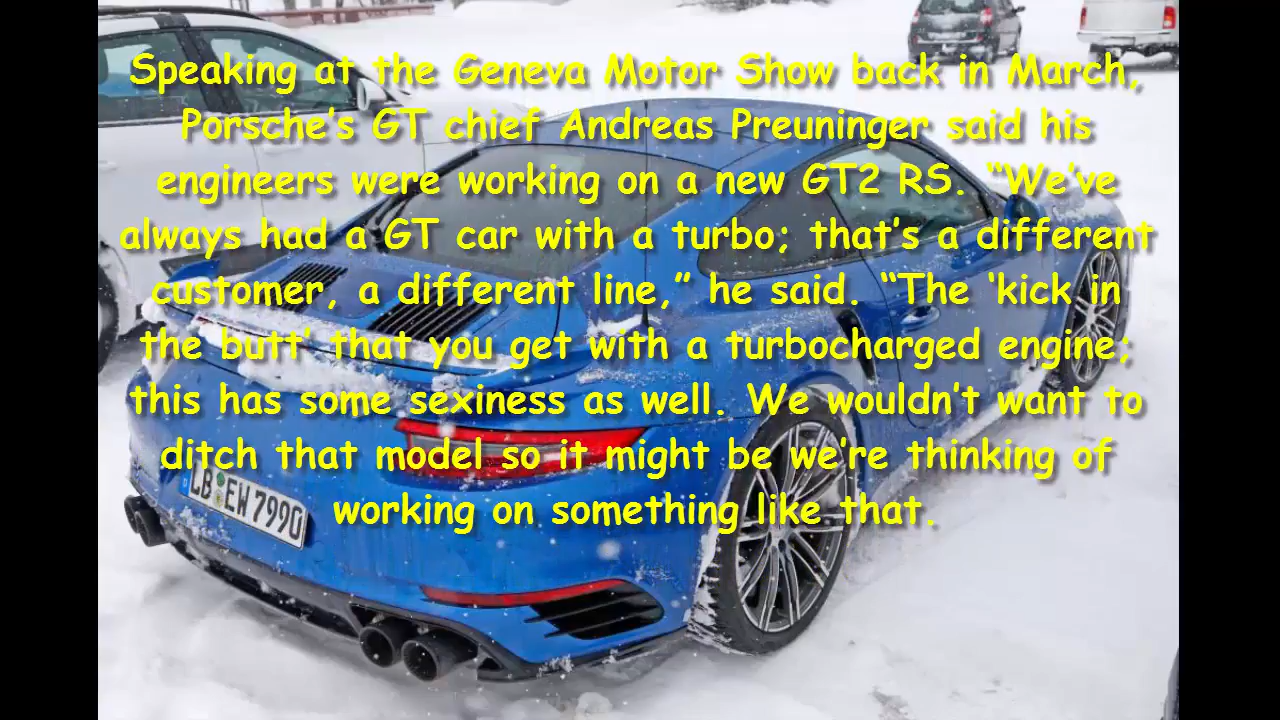 Speaking at the Geneva Motor Show back in March,
Porsche’s GT chief Andreas Preuninger said his
engineers were working on a new GT2 RS. “We’ve
always had a GT car with a turbo; that’s a different
customer, a different line,” he said. “The ‘kick in
the butt’ that you get with a turbocharged engine;
this has some sexiness as well. We wouldn’t want to
ditch that model so it might be we’re thinking of
working on something like that.
LB EW 7990